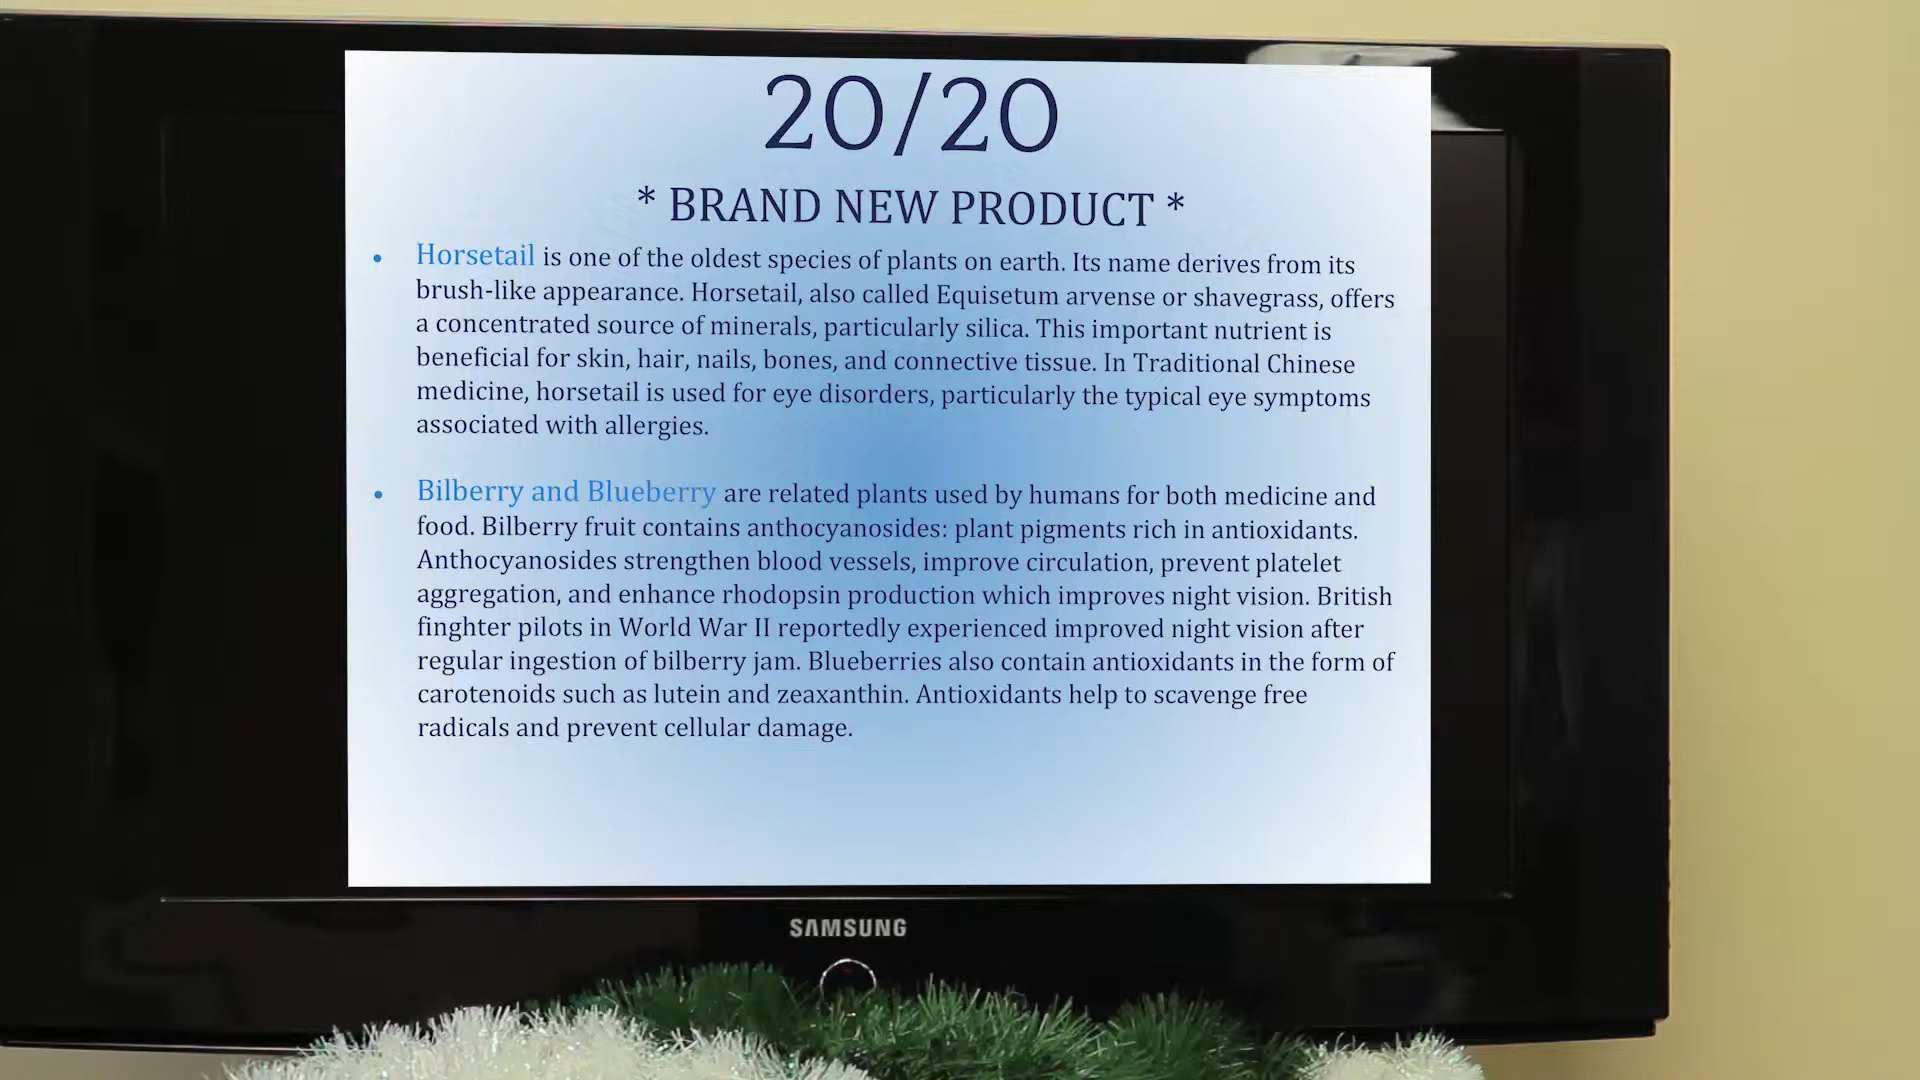 20/20
* BRAND NEW PRODUCT *
• Horsetail is one of the oldest species of plants on earth. Its name derives from its
brush-like appearance. Horsetail, also called Equisetum arvense or shavegrass, offers
a concentrated source of minerals, particularly silica. This important nutrient is
beneficial for skin, hair, nails, bones, and connective tissue. In Traditional Chinese
medicine, horsetail is used for eye disorders, particularly the typical eye symptoms
associated with allergies.
• Bilberry and Blueberry are related plants used by humans for both medicine and
food. Bilberry fruit contains anthocyanosides: plant pigments rich in antioxidants.
Anthocyanosides strengthen blood vessels, improve circulation, prevent platelet
aggregation, and enhance rhodopsin production which improves night vision. British
finghter pilots in World War II reportedly experienced improved night vision after
regular ingestion of bilberry jam. Blueberries also contain antioxidants in the form of
carotenoids such as lutein and zeaxanthin. Antioxidants help to scavenge free
radicals and prevent cellular damage.
SAMSUNG